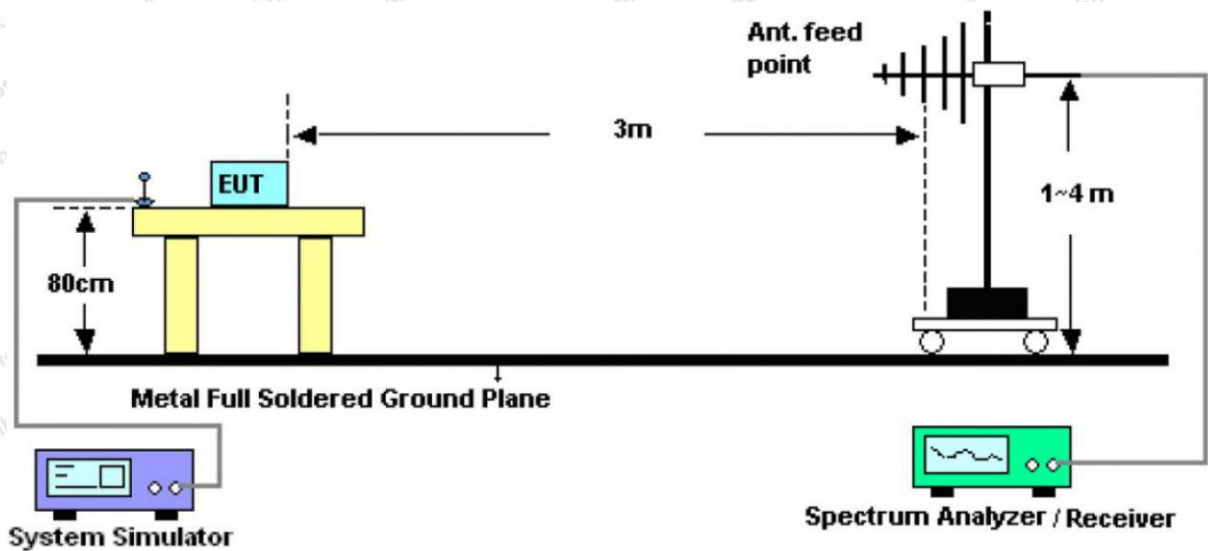 Ant. feed
point
3m
EUT
1~4 m
80cm
Metal Full Soldered Ground Plane
System Simulator
Spectrum Analyzer / Receiver